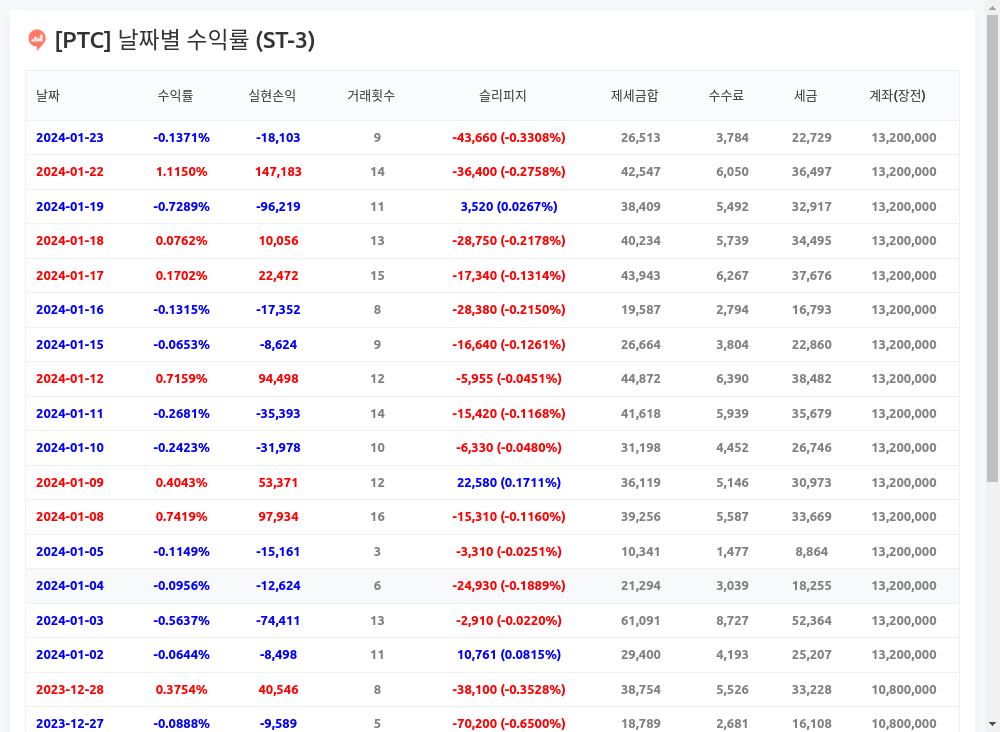 [PTC] 날짜별 수익률 (ST-3)
날짜 수익률 실현손익 거래횟수 슬리피지 제세금합 수수료 세금 계좌(장전)
2024-01-23 -0.1371% -18,103 9 -43,660 (-0.3308%) 26,513 3,784 22,729 13,200,000
2024-01-22 1.1150% 147,183 14 -36,400 (-0.2758%) 42,547 6,050 36,497 13,200,000
2024-01-19 -0.7289% -96,219 11 3,520 (0.0267%) 38,409 5,492 32,917 13,200,000
2024-01-18 0.0762% 10,056 13 -28,750 (-0.2178%) 40,234 5,739 34,495 13,200,000
2024-01-17 0.1702% 22,472 15 -17,340 (-0.1314%) 43,943 6,267 37,676 13,200,000
2024-01-16 -0.1315% -17,352 8 -28,380 (-0.2150%) 19,587 2,794 16,793 13,200,000
2024-01-15 -0.0653% -8,624 9 -16,640 (-0.1261%) 26,664 3,804 22,860 13,200,000
2024-01-12 0.7159% 94,498 12 -5,955 (-0.0451%) 44,872 6,390 38,482 13,200,000
2024-01-11 -0.2681% -35,393 14 -15,420 (-0.1168%) 41,618 5,939 35,679 13,200,000
2024-01-10 -0.2423% -31,978 10 -6,330 (-0.0480%) 31,198 4,452 26,746 13,200,000
2024-01-09 0.4043% 53,371 12 22,580 (0.1711%) 36,119 5,146 30,973 13,200,000
2024-01-08 0.7419% 97,934 16 -15,310 (-0.1160%) 39,256 5,587 33,669 13,200,000
2024-01-05 -0.1149% -15,161 3 -3,310 (-0.0251%) 10,341 1,477 8,864 13,200,000
2024-01-04 -0.0956% -12,624 6 -24,930 (-0.1889%) 21,294 3,039 18,255 13,200,000
2024-01-03 -0.5637% -74,411 13 -2,910 (-0.0220%) 61,091 8,727 52,364 13,200,000
2024-01-02 -0.0644% -8,498 11 10,761 (0.0815%) 29,400 4,193 25,207 13,200,000
2023-12-28 0.3754% 40,546 8 -38,100 (-0.3528%) 38,754 5,526 33,228 10,800,000
2023-12-27 -0.0888% -9,589 5 -70,200 (-0.6500%) 18,789 2,681 16,108 10,800,000